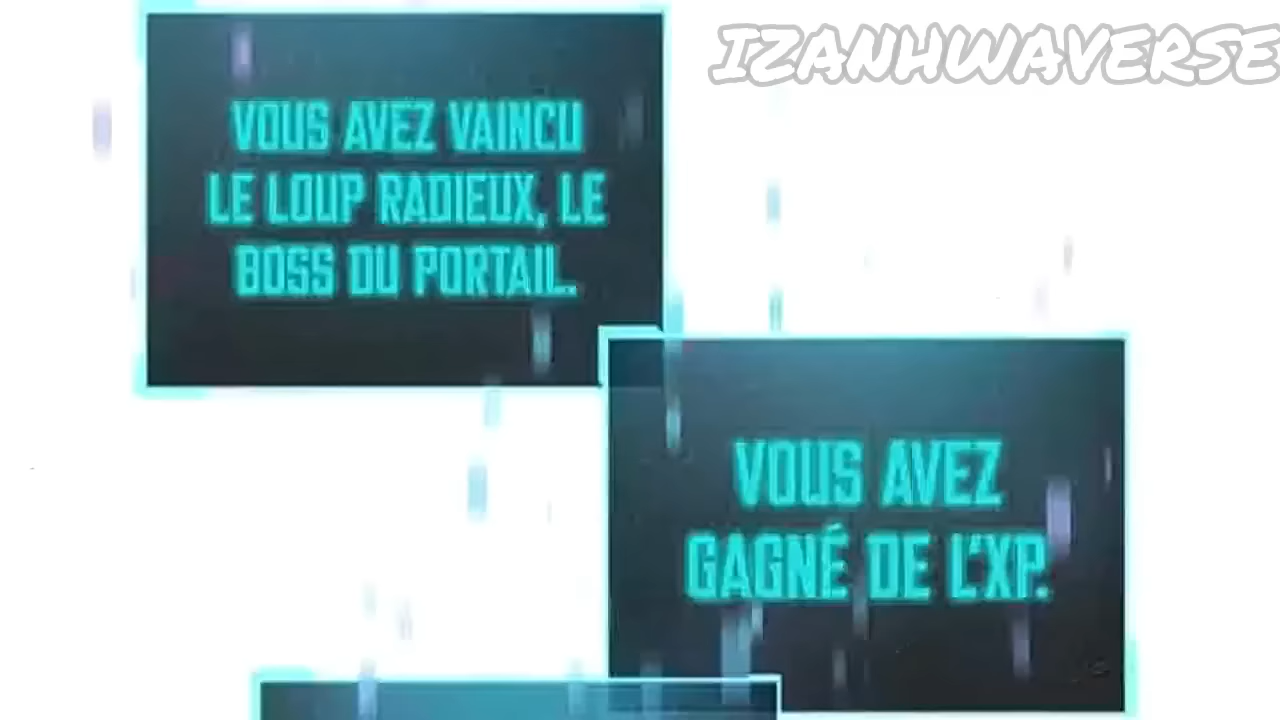 IZANHWAVERSE
VOUS AVEZ VAINCU
LE LOUP RADIEUX, LE
BOSS DU PORTAIL.
VOUS AVEZ
GAGNÉ DE L'XP.